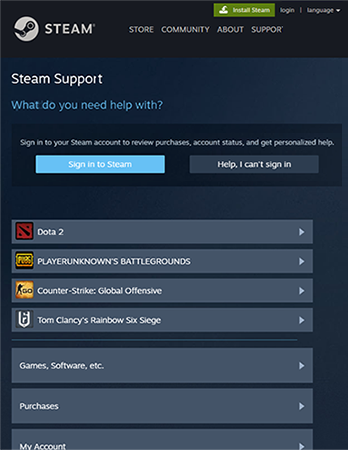 Install Steam login | language
STEAM® STORE COMMUNITY ABOUT SUPPOR
Steam Support
What do you need help with?
Sign in to your Steam account to review purchases, account status, and get personalized help.
Sign in to Steam Help, I can't sign in
Dota 2
PLAYERUNKNOWN'S BATTLEGROUNDS
Counter-Strike: Global Offensive
Tom Clancy's Rainbow Six Siege
Games, Software, etc.
Purchases
My Account